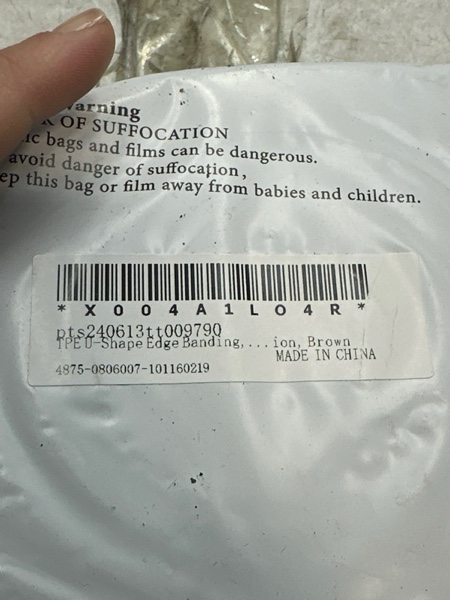 arning
K OF SUFFOCATION
ic bags and films can be dangerous.
avoid danger of suffocation,
ep this bag or film away from babies and children.
* X 0 0 4 A 1 L 0 4 R *
pts240613tt00979Q
TPE U-Shape Edge Banding,...ion, Brown
MADE IN CHINA
4875-0806007-101160219